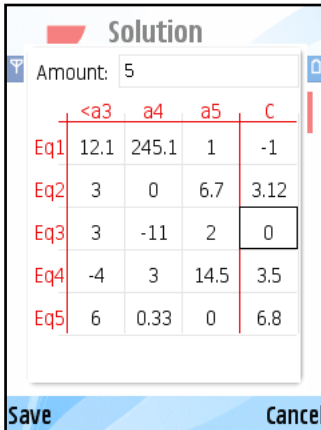 Solution
Amount: 5
<a3 a4 a5 C
Eq1 12.1 245.1 1 -1
Eq2 3 0 6.7 3.12
Eq3 3 -11 2 0
Eq4 -4 3 14.5 3.5
Eq5 6 0.33 0 6.8
Save Cancel